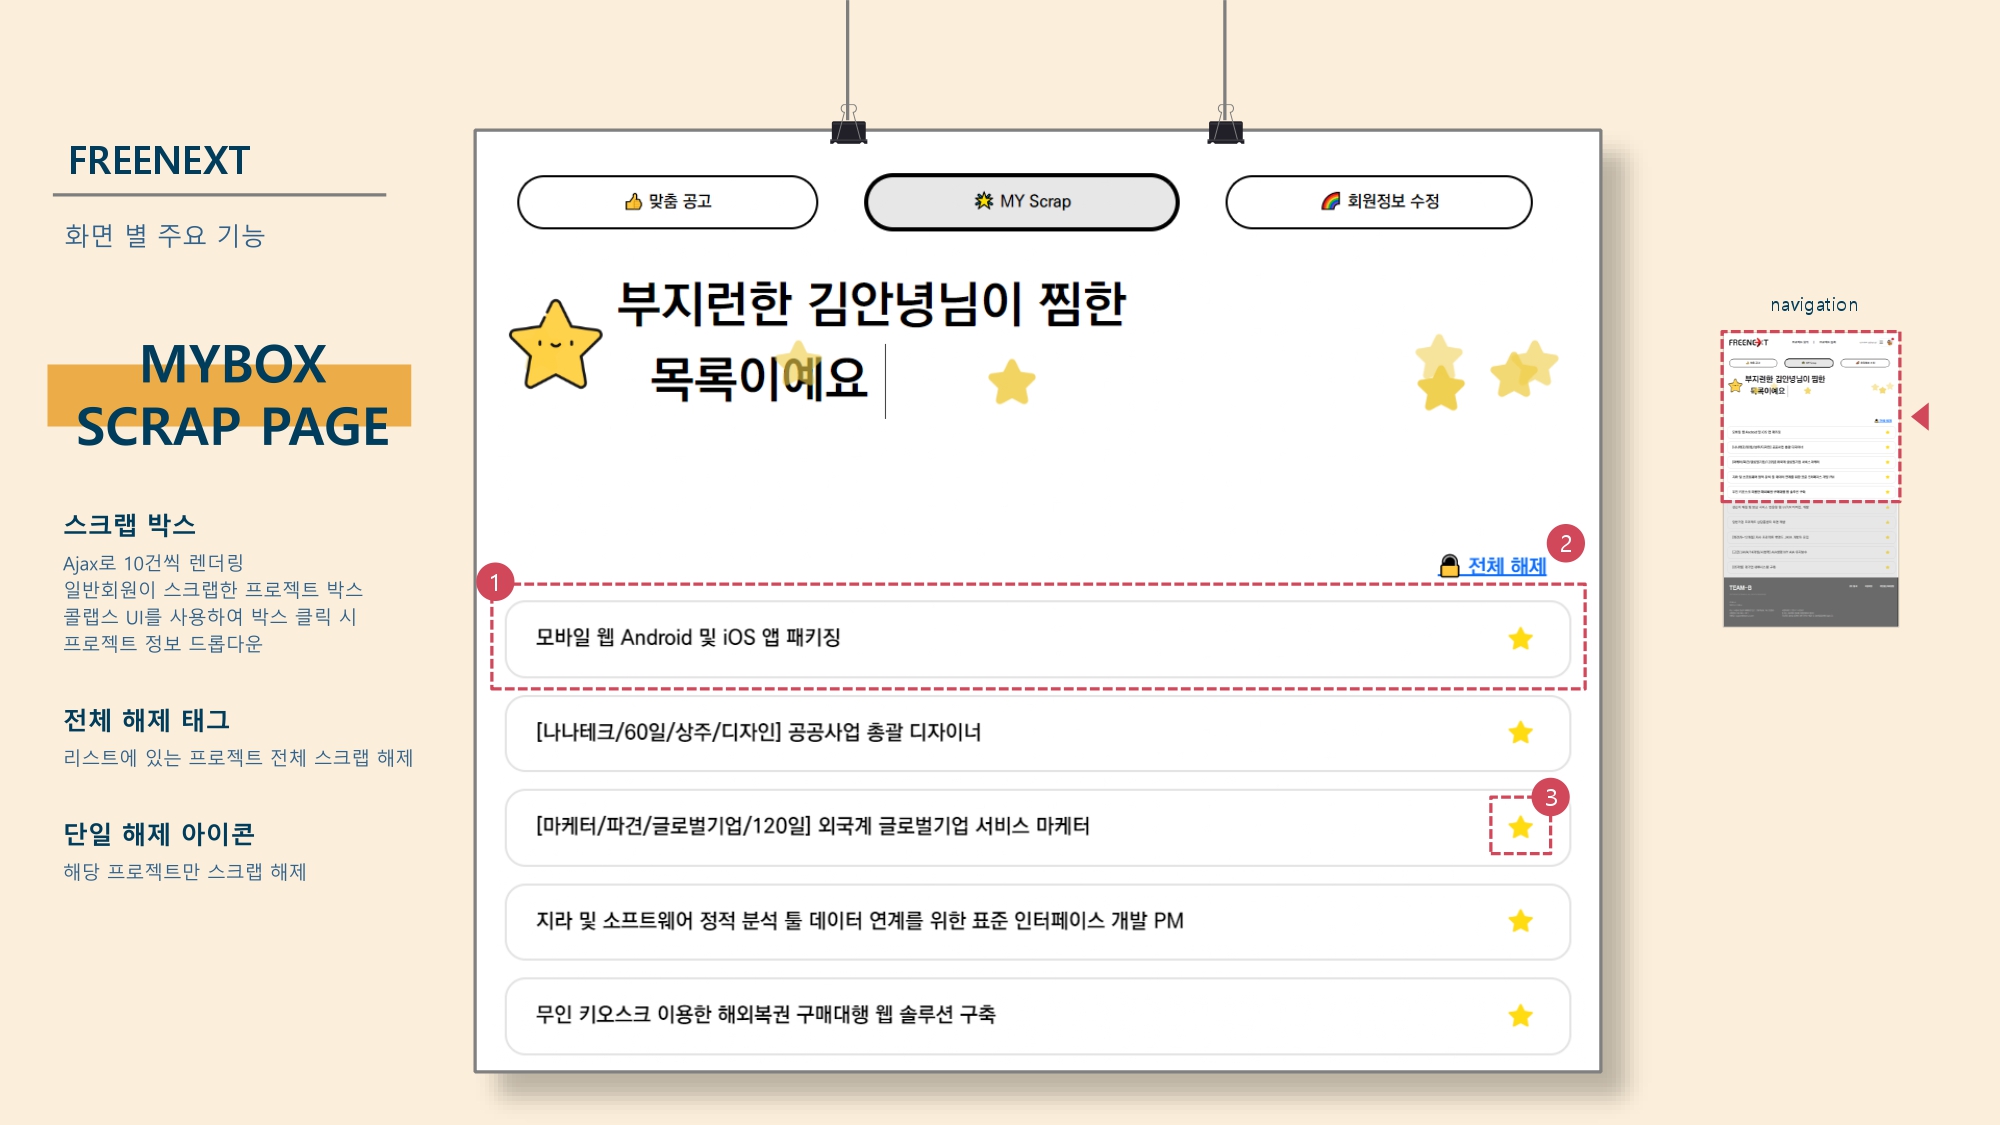 FREENEXT
화면 별 주요 기능
MYBOX
SCRAP PAGE
스크랩 박스
Ajax로 10건씩 렌더링
일반회원이 스크랩한 프로젝트 박스
콜랩스 UI를 사용하여 박스 클릭 시
프로젝트 정보 드롭다운
전체 해제 태그
리스트에 있는 프로젝트 전체 스크랩 해제
단일 해제 아이콘
해당 프로젝트만 스크랩 해제
맞춤 공고
MY Scrap
회원정보 수정
부지런한 김안녕님이 찜한
목록이예요
2
전체 해제
1
모바일 웹 Android 및 iOS 앱 패키징
[나나테크/60일/상주/디자인] 공공사업 총괄 디자이너
3
[마케터/파견/글로벌기업/120일] 외국계 글로벌기업 서비스 마케터
지라 및 소프트웨어 정적 분석 툴 데이터 연계를 위한 표준 인터페이스 개발 PM
무인 키오스크 이용한 해외복권 구매대행 웹 솔루션 구축
navigation
FREENEXT
부지런한 김안녕님이 찜한
목록이예요
TEAM-B